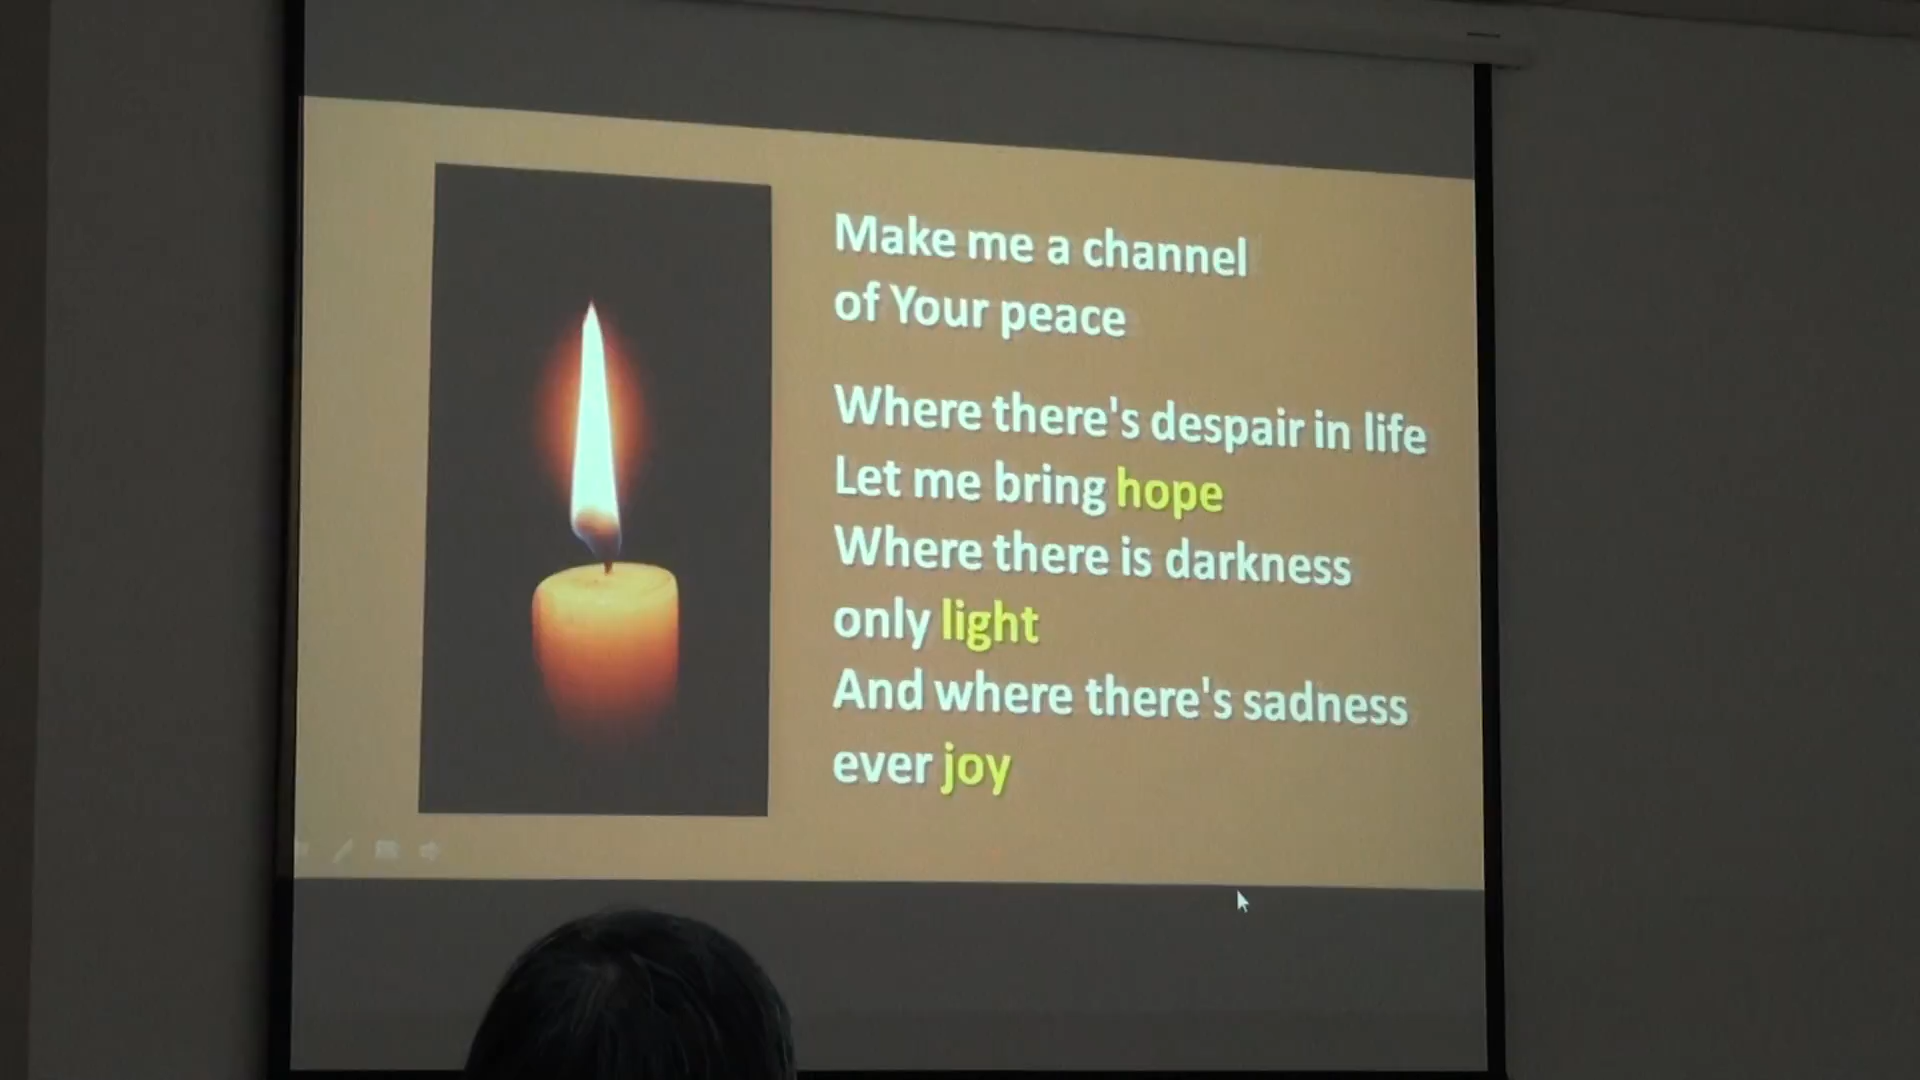 Make me a channel
of Your peace
Where there's despair in life
Let me bring hope
Where there is darkness
only light
And where there's sadness
ever joy